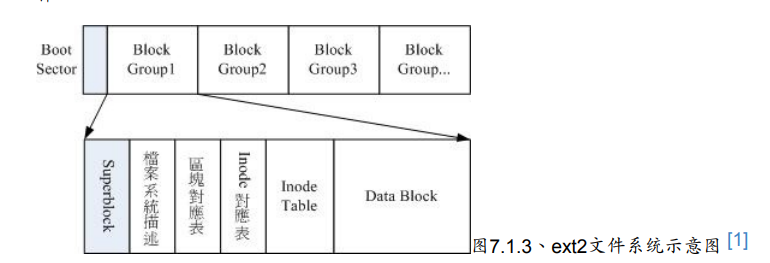 Boot
Sector
Block
Group1
Block
Group2
Block
Group3
Block
Group...
Superblock
檔案系統描述
區塊對應表
Inode 對應表
Inode
Table
Data Block
图7.1.3、ext2文件系统示意图 [1]